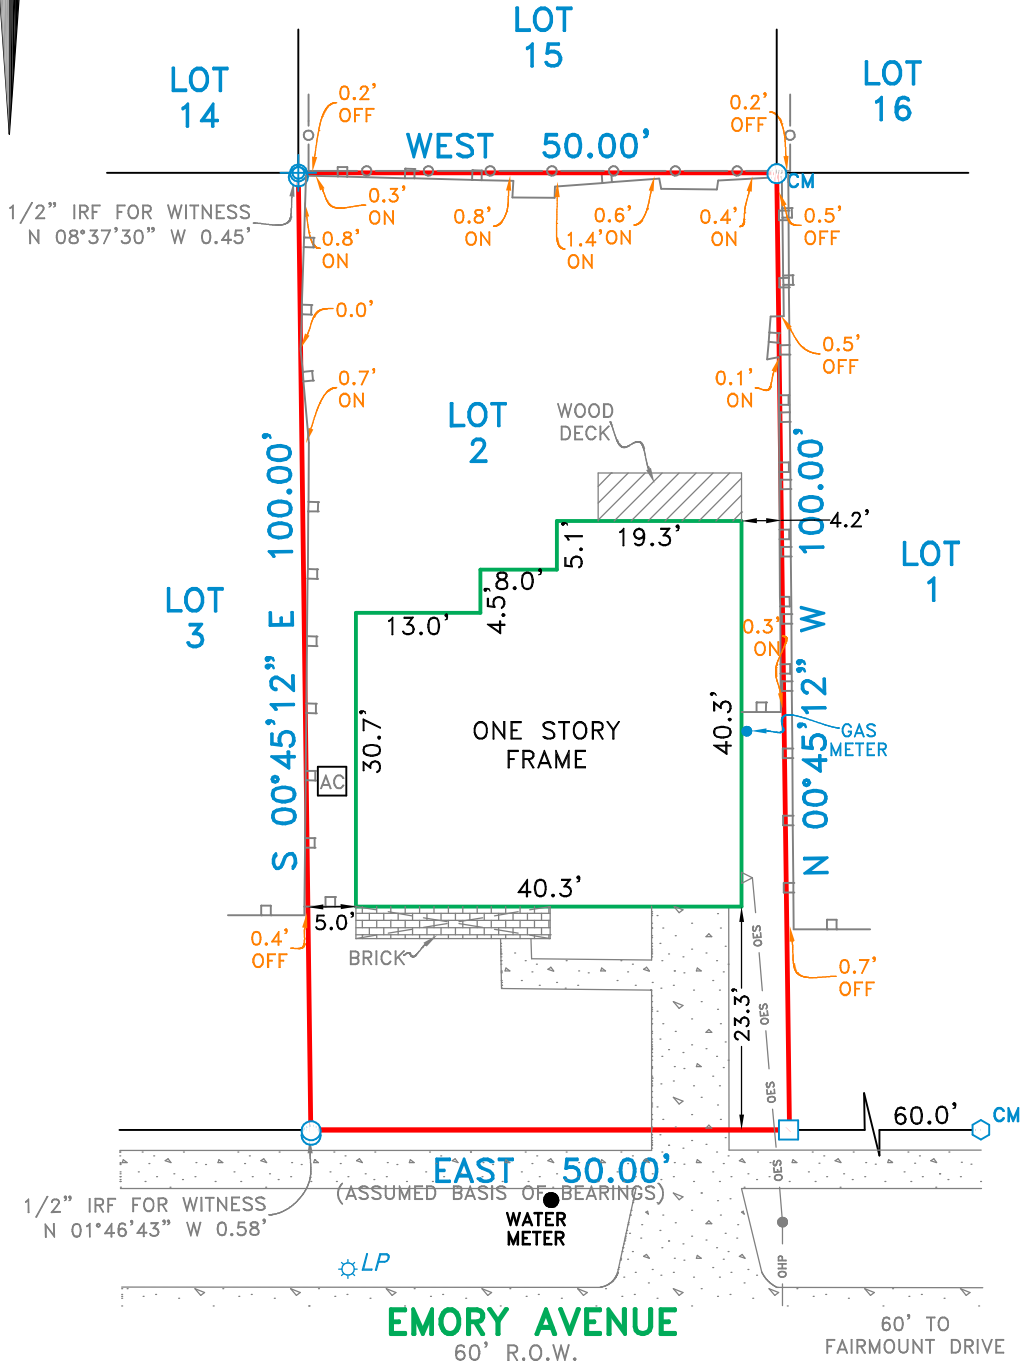 LOT
15
LOT
14
LOT
16
0.2'
OFF
0.2'
OFF
WEST 50.00'
CM
1/2" IRF FOR WITNESS
N 08°37'30" W 0.45'
0.3'
ON
0.8'
ON
0.8'
ON
1.4'
ON
0.6'
ON
0.4'
ON
0.5'
OFF
0.0'
0.5'
OFF
0.7'
ON
0.1'
ON
LOT
2
WOOD
DECK
S 00°45'12" E 100.00'
N 00°45'12" W 100.00'
4.2'
19.3'
5.1'
8.0'
4.5'
13.0'
LOT
3
LOT
1
0.3'
ON
30.7'
ONE STORY
FRAME
40.3'
GAS
METER
AC
40.3'
5.0'
BRICK
0.4'
OFF
0.7'
OFF
23.3'
OES
OES
OES
OES
60.0'
CM
EAST 50.00'
(ASSUMED BASIS OF BEARINGS)
1/2" IRF FOR WITNESS
N 01°46'43" W 0.58'
WATER
METER
LP
OHP
EMORY AVENUE
60' R.O.W.
60' TO
FAIRMOUNT DRIVE